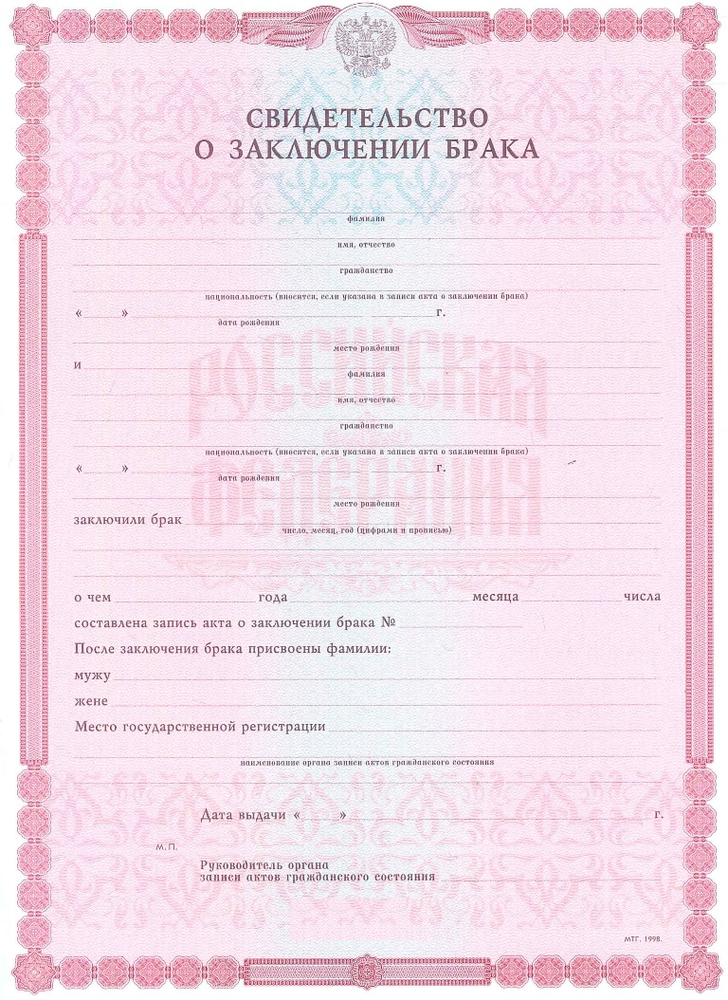 СВИДЕТЕЛЬСТВО
О ЗАКЛЮЧЕНИИ БРАКА
фамилия
имя, отчество
гражданство
национальность (вносится, если указана в записи акта о заключении брака)
« » г.
дата рождения
место рождения
и
фамилия
имя, отчество
гражданство
национальность (вносится, если указана в записи акта о заключении брака)
« » г.
дата рождения
место рождения
заключили брак
число, месяц, год (цифрами и прописью)
РОССИЙСКАЯ
ФЕДЕРАЦИЯ
о чем года месяца числа
составлена запись акта о заключении брака №
После заключения брака присвоены фамилии:
мужу
жене
Место государственной регистрации
наименование органа записи актов гражданского состояния
Дата выдачи « » г.
М.П.
Руководитель органа
записи актов гражданского состояния
МТГ. 1998.